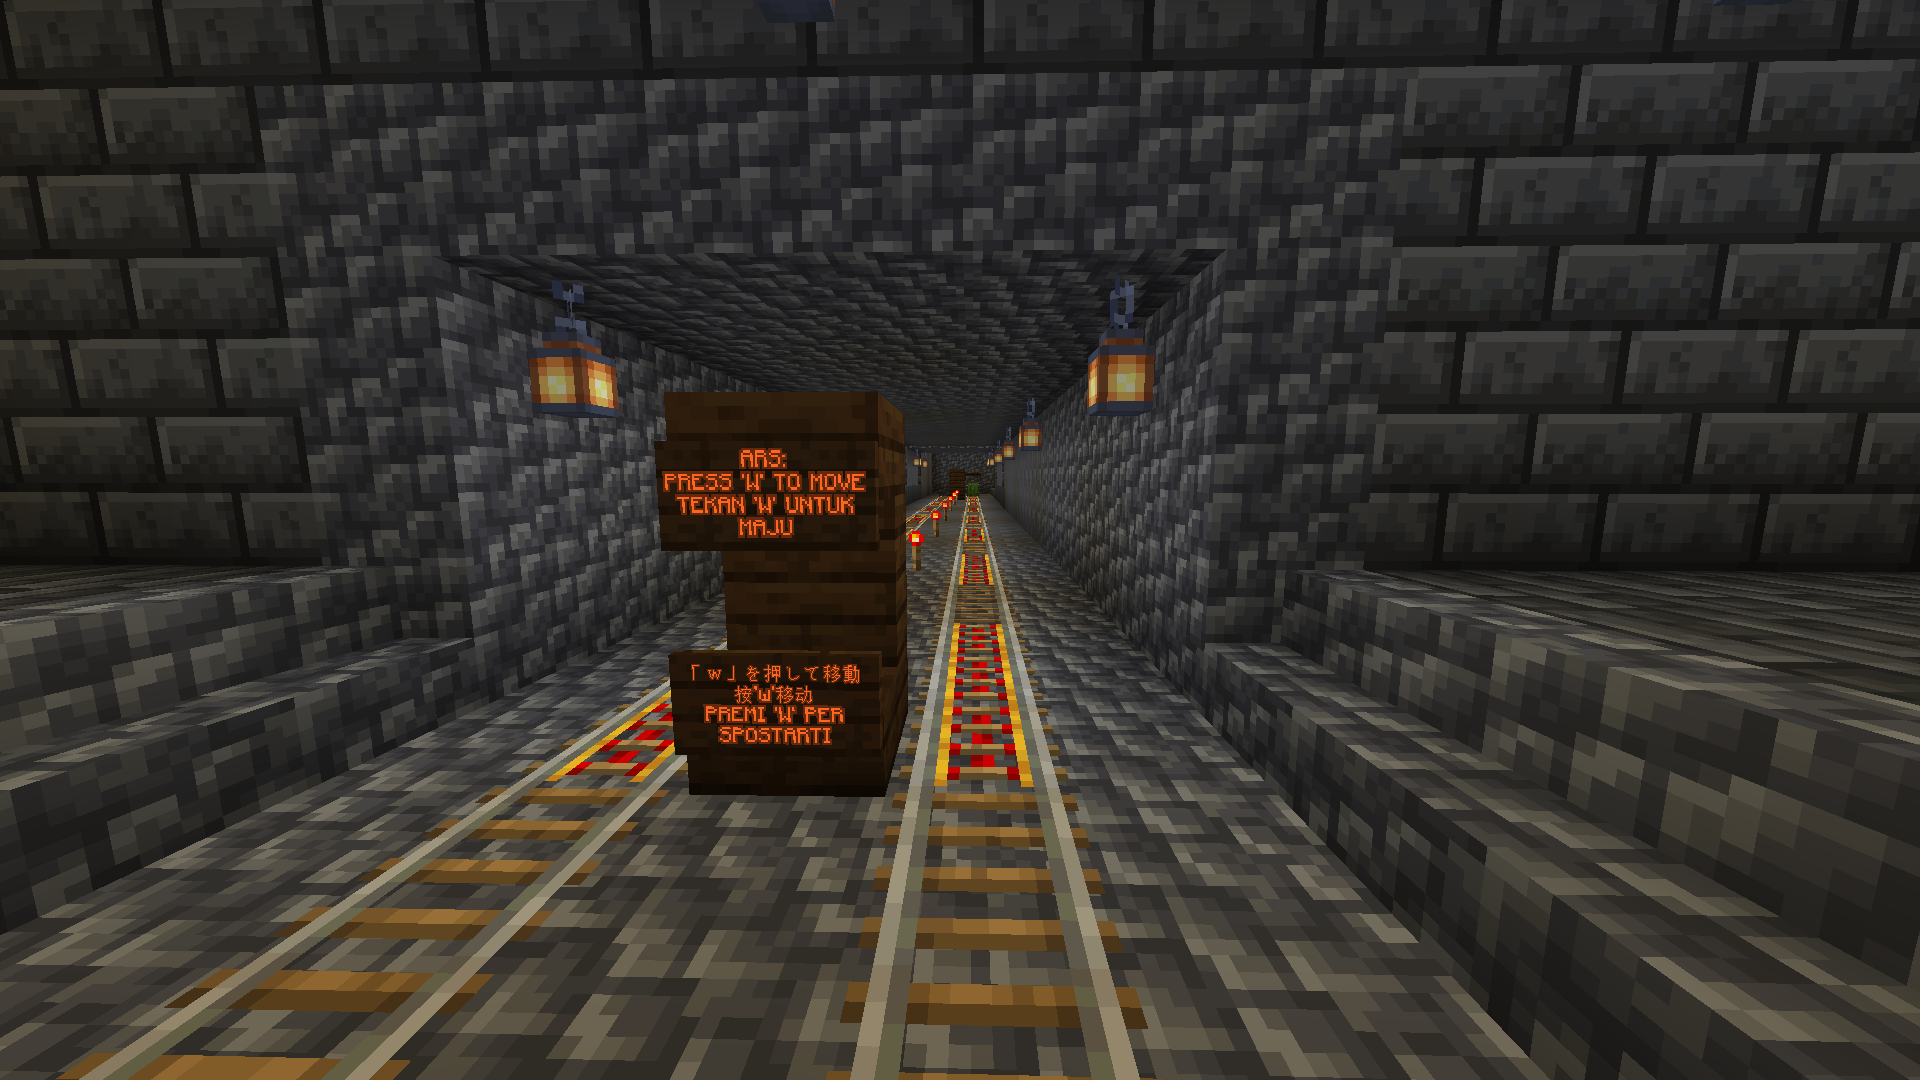 ARS:
PRESS 'W' TO MOVE
TEKAN 'W' UNTUK
MAJU
「ｗ」を押して移動
按"W"移动
PREMI 'W' PER
SPOSTARTI